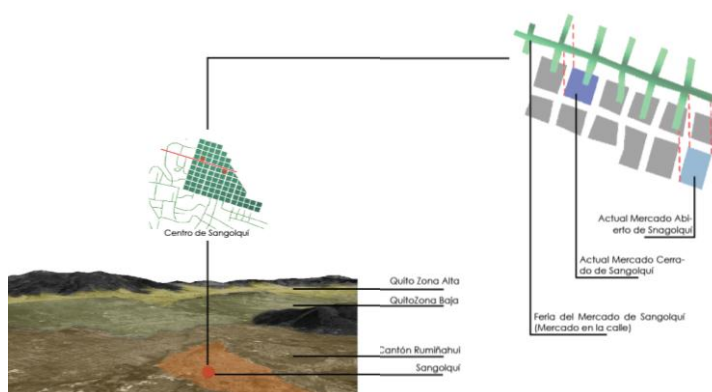 Centro de Sangolquí
Quito Zona Alta
QuitoZona Baja
Cantón Rumiñahui
Sangolquí
Actual Mercado Abi-
erto de Snagolquí
Actual Mercado Cerra-
do de Sangolquí
Feria del Mercado de Sangolquí
(Mercado en la calle)